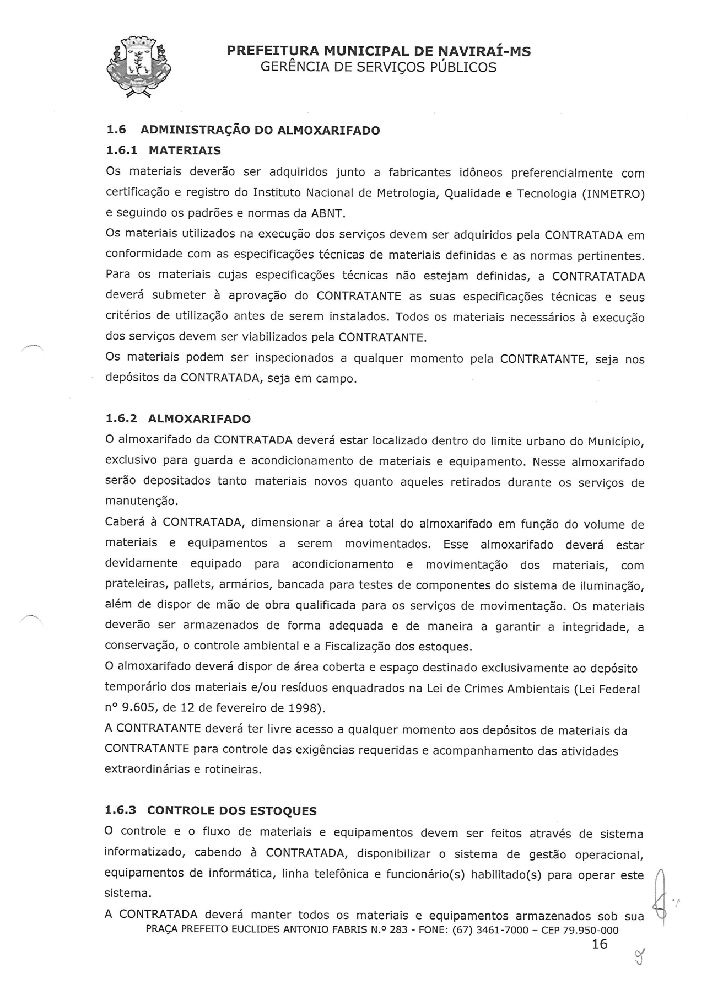 PREFEITURA MUNICIPAL DE NAVIRAÍ-MS
GERÊNCIA DE SERVIÇOS PÚBLICOS
1.6 ADMINISTRAÇÃO DO ALMOXARIFADO
1.6.1 MATERIAIS
Os materiais deverão ser adquiridos junto a fabricantes idôneos preferencialmente com
certificação e registro do Instituto Nacional de Metrologia, Qualidade e Tecnologia (INMETRO)
e seguindo os padrões e normas da ABNT.
Os materiais utilizados na execução dos serviços devem ser adquiridos pela CONTRATADA em
conformidade com as especificações técnicas de materiais definidas e as normas pertinentes.
Para os materiais cujas especificações técnicas não estejam definidas, a CONTRATATADA
deverá submeter à aprovação do CONTRATANTE as suas especificações técnicas e seus
critérios de utilização antes de serem instalados. Todos os materiais necessários à execução
dos serviços devem ser viabilizados pela CONTRATANTE.
Os materiais podem ser inspecionados a qualquer momento pela CONTRATANTE, seja nos
depósitos da CONTRATADA, seja em campo.
1.6.2 ALMOXARIFADO
O almoxarifado da CONTRATADA deverá estar localizado dentro do limite urbano do Município,
exclusivo para guarda e acondicionamento de materiais e equipamento. Nesse almoxarifado
serão depositados tanto materiais novos quanto aqueles retirados durante os serviços de
manutenção.
Caberá à CONTRATADA, dimensionar a área total do almoxarifado em função do volume de
materiais e equipamentos a serem movimentados. Esse almoxarifado deverá estar
devidamente equipado para acondicionamento e movimentação dos materiais, com
prateleiras, pallets, armários, bancada para testes de componentes do sistema de iluminação,
além de dispor de mão de obra qualificada para os serviços de movimentação. Os materiais
deverão ser armazenados de forma adequada e de maneira a garantir a integridade, a
conservação, o controle ambiental e a Fiscalização dos estoques.
O almoxarifado deverá dispor de área coberta e espaço destinado exclusivamente ao depósito
temporário dos materiais e/ou resíduos enquadrados na Lei de Crimes Ambientais (Lei Federal
nº 9.605, de 12 de fevereiro de 1998).
A CONTRATANTE deverá ter livre acesso a qualquer momento aos depósitos de materiais da
CONTRATANTE para controle das exigências requeridas e acompanhamento das atividades
extraordinárias e rotineiras.
1.6.3 CONTROLE DOS ESTOQUES
O controle e o fluxo de materiais e equipamentos devem ser feitos através de sistema
informatizado, cabendo à CONTRATADA, disponibilizar o sistema de gestão operacional,
equipamentos de informática, linha telefônica e funcionário(s) habilitado(s) para operar este
sistema.
A CONTRATADA deverá manter todos os materiais e equipamentos armazenados sob sua
PRAÇA PREFEITO EUCLIDES ANTONIO FABRIS N.º 283 - FONE: (67) 3461-7000 – CEP 79.950-000
16